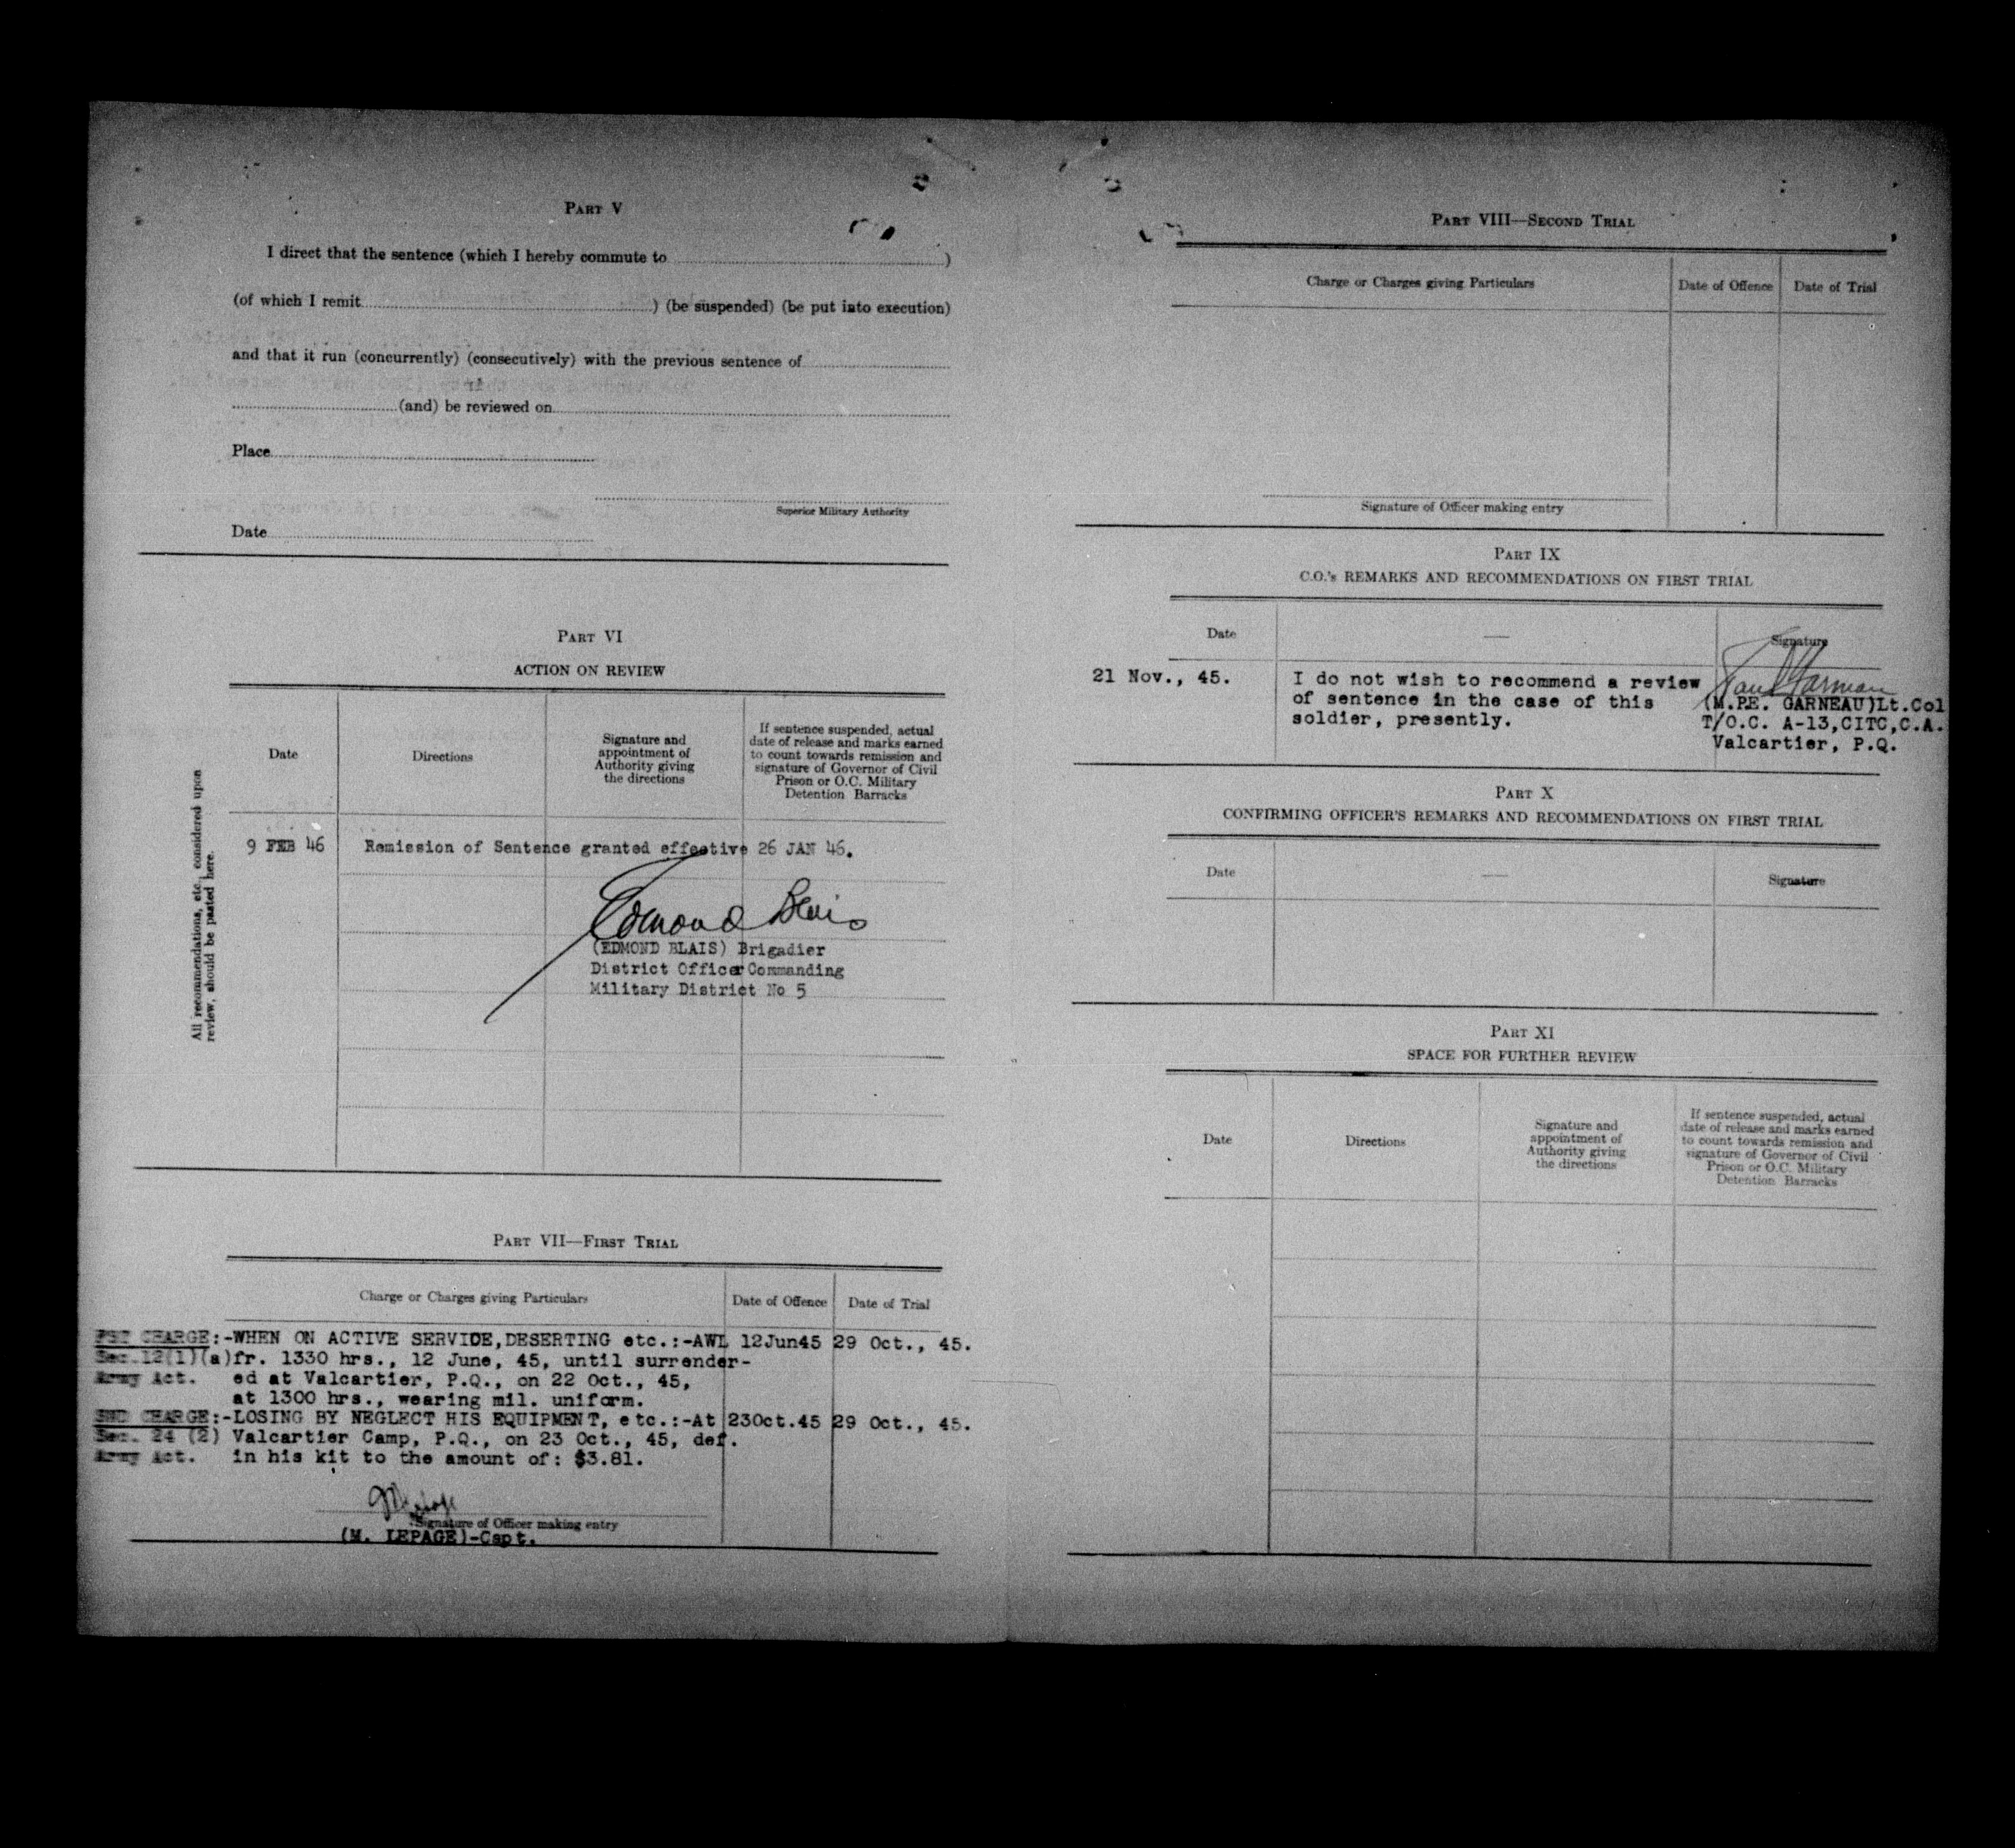 PART V
I direct that the sentence (which I hereby commute to )
(of which I remit ) (be suspended) (be put into execution)
and that it run (concurrently) (consecutively) with the previous sentence of
(and) be reviewed on
Place
Superior Military Authority
Date
PART VI
ACTION ON REVIEW
All recommendations, etc., considered upon
review, should be pasted here.
Date
Directions
Signature and
appointment of
Authority giving
the directions
If sentence suspended, actual
date of release and marks earned
to count towards remission and
signature of Governor of Civil
Prison or O.C. Military
Detention Barracks
9 FEB 46 Remission of Sentence granted effective 26 JAN 46.
Edmond Blais
(EDMOND BLAIS) Brigadier
District Officer Commanding
Military District No 5
PART VII—FIRST TRIAL
Charge or Charges giving Particulars Date of Offence Date of Trial
CHARGE:-WHEN ON ACTIVE SERVICE,DESERTING etc.:-AWL 12Jun45 29 Oct., 45.
Sec.12(1)(a)fr. 1330 hrs., 12 June, 45, until surrender-
Army Act. ed at Valcartier, P.Q., on 22 Oct., 45,
at 1300 hrs., wearing mil. uniform.
CHARGE:-LOSING BY NEGLECT HIS EQUIPMENT, etc.:-At 23Oct.45 29 Oct., 45.
Sec. 24 (2) Valcartier Camp, P.Q., on 23 Oct., 45, def.
Army Act. in his kit to the amount of: $3.81.
Signature of Officer making entry
(M. LEPAGE)-Capt.
PART VIII—SECOND TRIAL
Charge or Charges giving Particulars Date of Offence Date of Trial
Signature of Officer making entry
PART IX
C.O.'s REMARKS AND RECOMMENDATIONS ON FIRST TRIAL
Date — Signature
21 Nov., 45. I do not wish to recommend a review
of sentence in the case of this (M.PE. GARNEAU)Lt.Col
soldier, presently. T/O.C. A-13,CITC,C.A.
Valcartier, P.Q.
PART X
CONFIRMING OFFICER'S REMARKS AND RECOMMENDATIONS ON FIRST TRIAL
Date — Signature
PART XI
SPACE FOR FURTHER REVIEW
Date
Directions
Signature and
appointment of
Authority giving
the directions
If sentence suspended, actual
date of release and marks earned
to count towards remission and
signature of Governor of Civil
Prison or O.C. Military
Detention Barracks